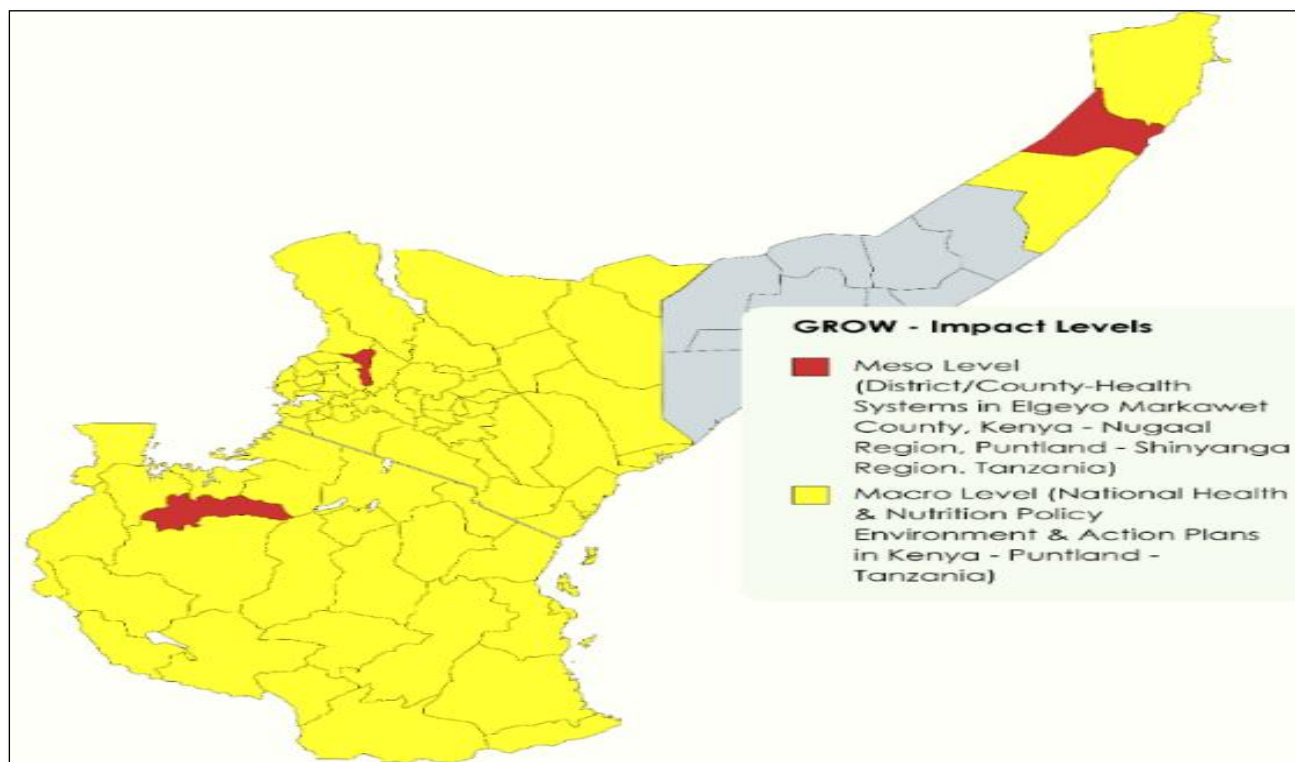 GROW - Impact Levels
Meso Level
(District/County-Health
Systems in Elgeyo Markawet
County, Kenya - Nugaal
Region, Puntland - Shinyanga
Region. Tanzania)
Macro Level (National Health
& Nutrition Policy
Environment & Action Plans
in Kenya - Puntland -
Tanzania)